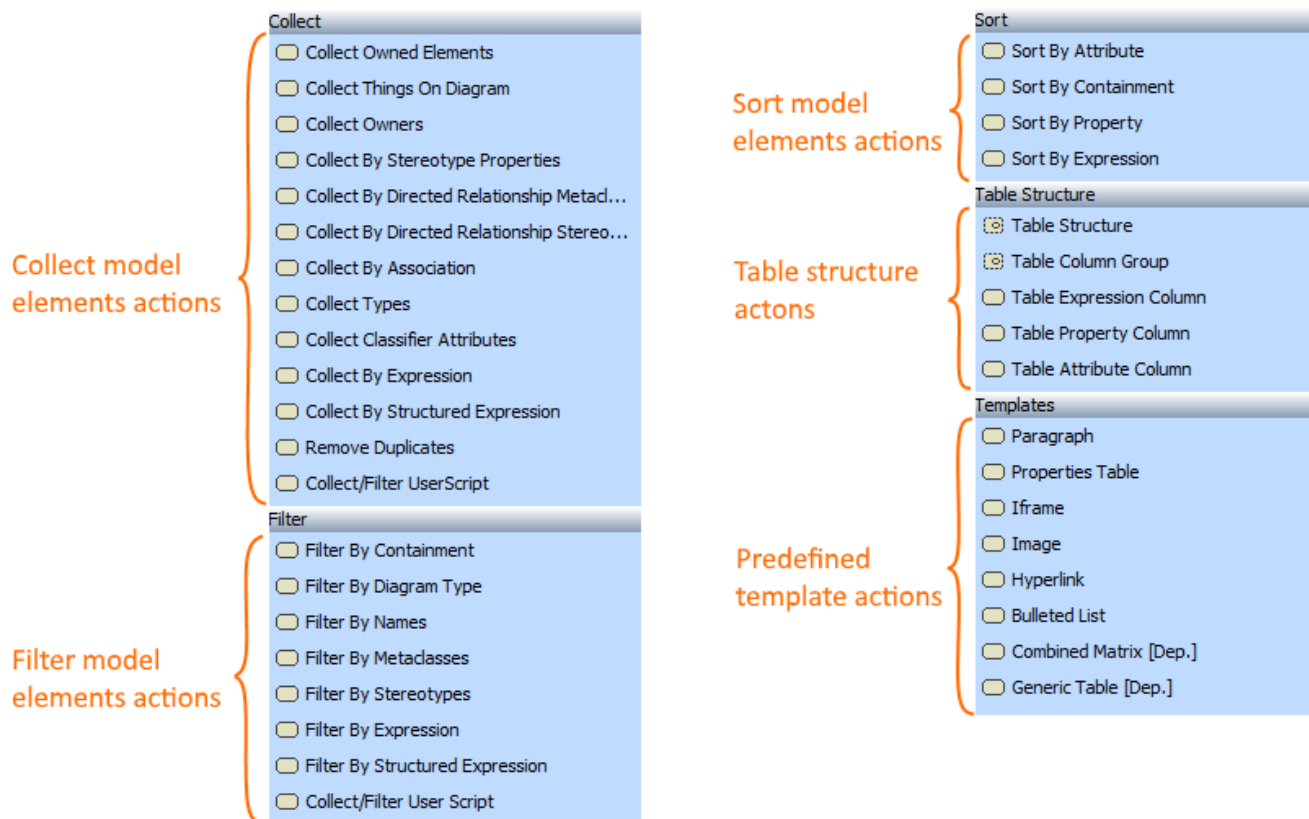 Collect
Collect Owned Elements
Collect Things On Diagram
Collect Owners
Collect By Stereotype Properties
Collect By Directed Relationship Metacl...
Collect By Directed Relationship Stereo...
Collect By Association
Collect Types
Collect Classifier Attributes
Collect By Expression
Collect By Structured Expression
Remove Duplicates
Collect/Filter UserScript
Collect model
elements actions
Filter
Filter By Containment
Filter By Diagram Type
Filter By Names
Filter By Metaclasses
Filter By Stereotypes
Filter By Expression
Filter By Structured Expression
Collect/Filter User Script
Filter model
elements actions
Sort
Sort By Attribute
Sort By Containment
Sort By Property
Sort By Expression
Sort model
elements actions
Table Structure
Table Structure
Table Column Group
Table Expression Column
Table Property Column
Table Attribute Column
Table structure
actons
Templates
Paragraph
Properties Table
Iframe
Image
Hyperlink
Bulleted List
Combined Matrix [Dep.]
Generic Table [Dep.]
Predefined
template actions